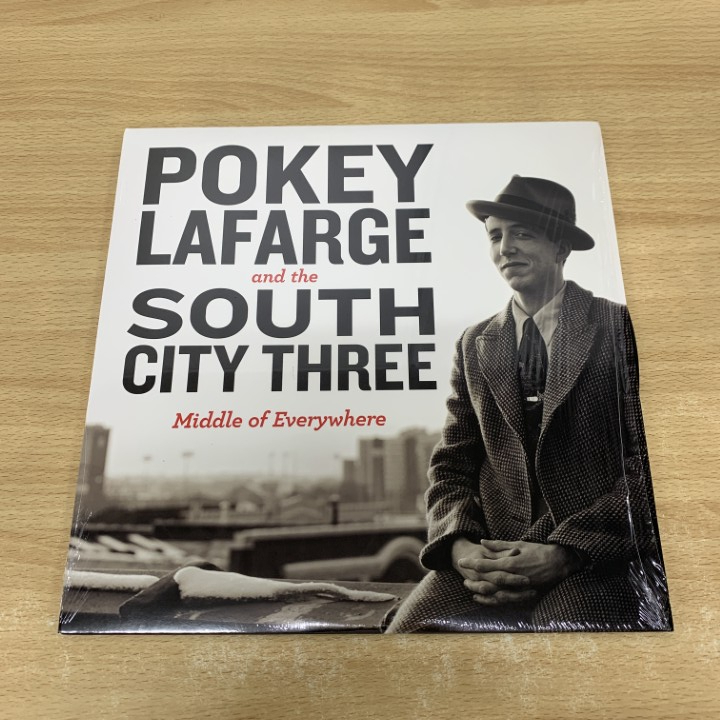 POKEY
LAFARGE
and the
SOUTH
CITY THREE
Middle of Everywhere